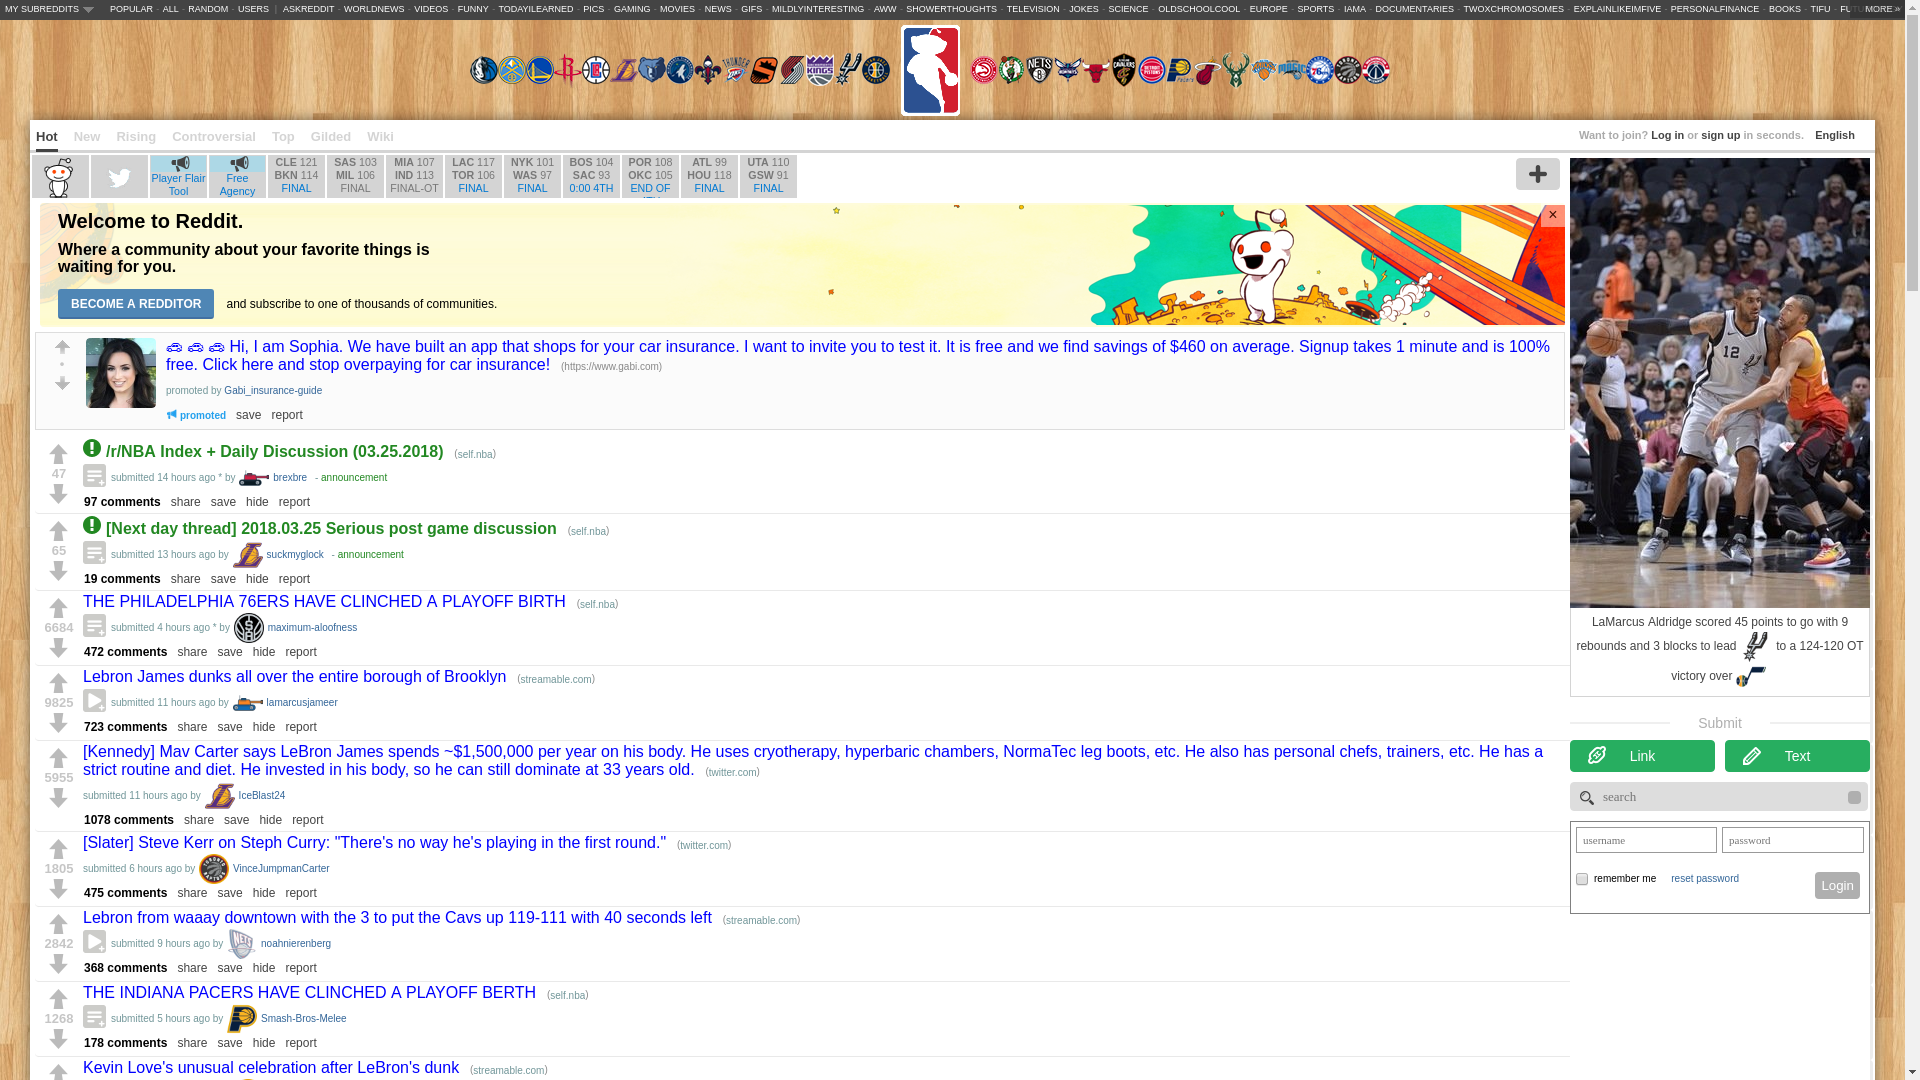 MY SUBREDDITS POPULAR - ALL - RANDOM - USERS | ASKREDDIT - WORLDNEWS - VIDEOS - FUNNY - TODAYILEARNED - PICS - GAMING - MOVIES - NEWS - GIFS - MILDLYINTERESTING - AWW - SHOWERTHOUGHTS - TELEVISION - JOKES - SCIENCE - OLDSCHOOLCOOL - EUROPE - SPORTS - IAMA - DOCUMENTARIES - TWOXCHROMOSOMES - EXPLAINLIKEIMFIVE - PERSONALFINANCE - BOOKS - TIFU - MORE »
Hot New Rising Controversial Top Gilded Wiki
Want to join? Log in or sign up in seconds. English
Player Flair Tool
Free Agency
CLE 121
BKN 114
FINAL
SAS 103
MIL 106
FINAL
MIA 107
IND 113
FINAL-OT
LAC 117
TOR 106
FINAL
NYK 101
WAS 97
FINAL
BOS 104
SAC 93
0:00 4TH
POR 108
OKC 105
END OF
ATL 99
HOU 118
FINAL
UTA 110
GSW 91
FINAL
Welcome to Reddit.
Where a community about your favorite things is
waiting for you.
BECOME A REDDITOR and subscribe to one of thousands of communities.
×
🚗 🚗 🚗 Hi, I am Sophia. We have built an app that shops for your car insurance. I want to invite you to test it. It is free and we find savings of $460 on average. Signup takes 1 minute and is 100%
free. Click here and stop overpaying for car insurance! (https://www.gabi.com)
promoted by Gabi_insurance-guide
promoted save report
/r/NBA Index + Daily Discussion (03.25.2018) (self.nba)
47
submitted 14 hours ago * by brexbre - announcement
97 comments share save hide report
[Next day thread] 2018.03.25 Serious post game discussion (self.nba)
65
submitted 13 hours ago by suckmyglock - announcement
19 comments share save hide report
THE PHILADELPHIA 76ERS HAVE CLINCHED A PLAYOFF BIRTH (self.nba)
6684
submitted 4 hours ago * by maximum-aloofness
472 comments share save hide report
Lebron James dunks all over the entire borough of Brooklyn (streamable.com)
9825
submitted 11 hours ago by lamarcusjameer
723 comments share save hide report
[Kennedy] Mav Carter says LeBron James spends ~$1,500,000 per year on his body. He uses cryotherapy, hyperbaric chambers, NormaTec leg boots, etc. He also has personal chefs, trainers, etc. He has a
strict routine and diet. He invested in his body, so he can still dominate at 33 years old. (twitter.com)
5955
submitted 11 hours ago by IceBlast24
1078 comments share save hide report
[Slater] Steve Kerr on Steph Curry: "There's no way he's playing in the first round." (twitter.com)
1805
submitted 6 hours ago by VinceJumpmanCarter
475 comments share save hide report
Lebron from waaay downtown with the 3 to put the Cavs up 119-111 with 40 seconds left (streamable.com)
2842
submitted 9 hours ago by noahnierenberg
368 comments share save hide report
THE INDIANA PACERS HAVE CLINCHED A PLAYOFF BERTH (self.nba)
1268
submitted 5 hours ago by Smash-Bros-Melee
178 comments share save hide report
Kevin Love's unusual celebration after LeBron's dunk (streamable.com)
LaMarcus Aldridge scored 45 points to go with 9
rebounds and 3 blocks to lead to a 124-120 OT
victory over
Submit
Link Text
search
username password
remember me reset password Login